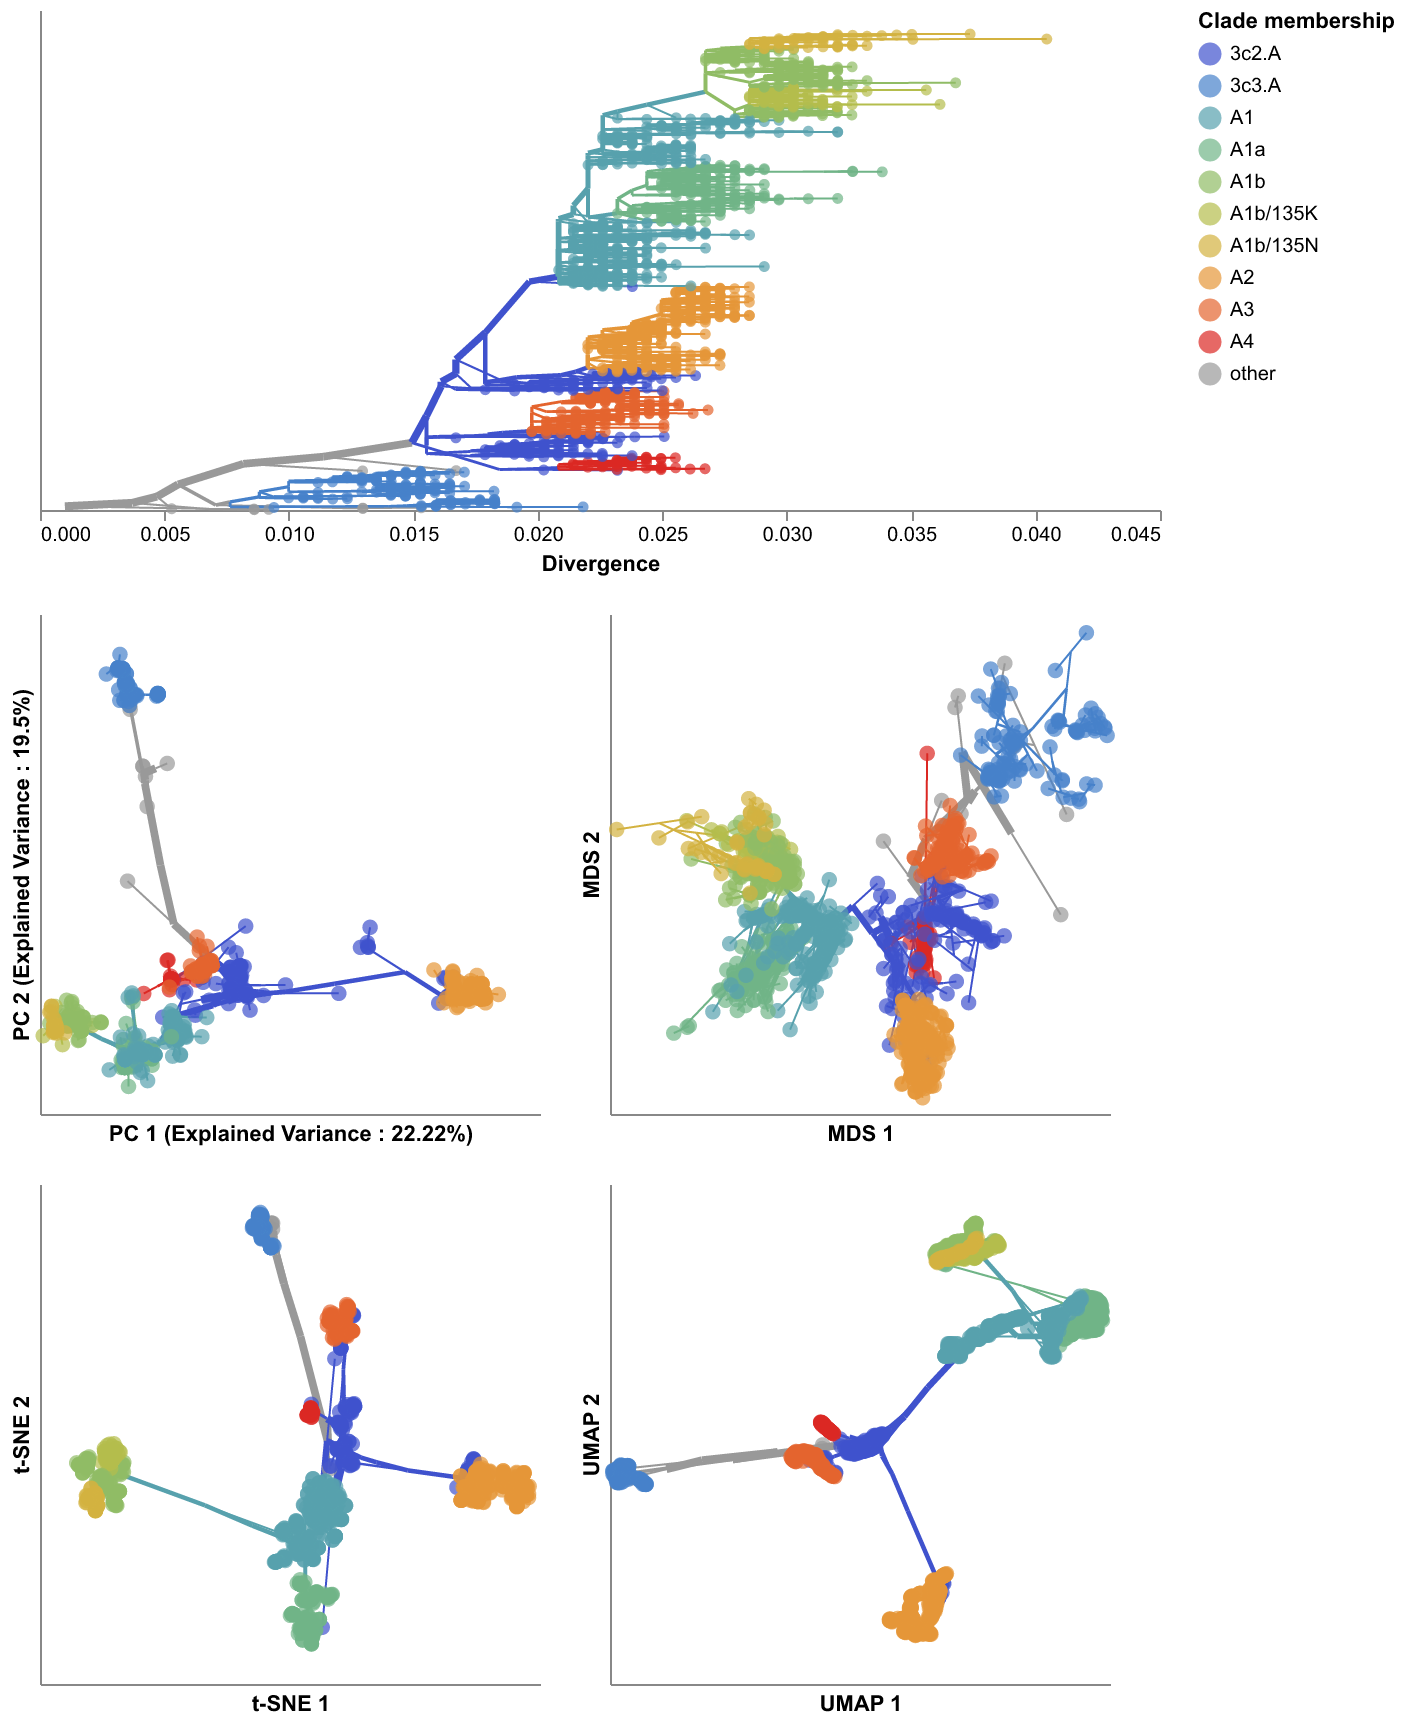 Clade membership
3c2.A
3c3.A
A1
A1a
A1b
A1b/135K
A1b/135N
A2
A3
A4
other
0.000 0.005 0.010 0.015 0.020 0.025 0.030 0.035 0.040 0.045
Divergence
PC 2 (Explained Variance : 19.5%)
PC 1 (Explained Variance : 22.22%)
MDS 2
MDS 1
t-SNE 2
t-SNE 1
UMAP 2
UMAP 1